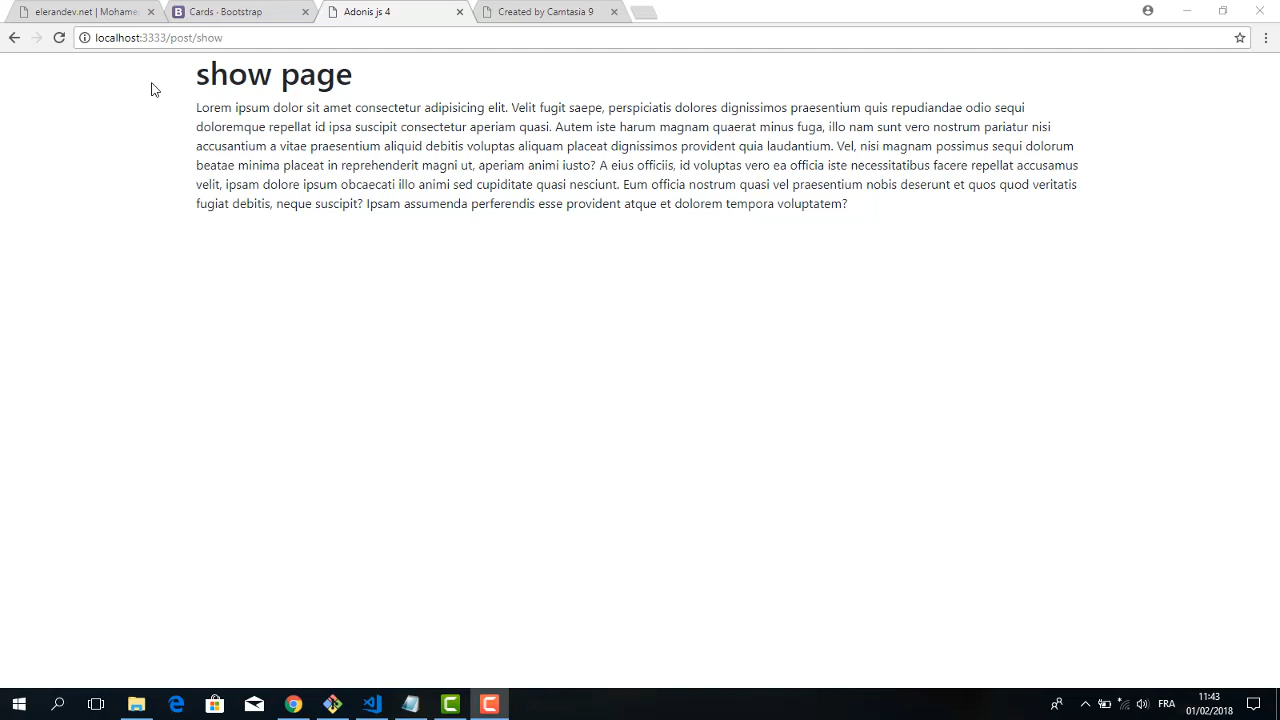 elerandev.net | Mohame
Cards · Bootstrap
Adonis js 4
Created by Camtasia 9
localhost:3333/post/show
show page
Lorem ipsum dolor sit amet consectetur adipisicing elit. Velit fugit saepe, perspiciatis dolores dignissimos praesentium quis repudiandae odio sequi
doloremque repellat id ipsa suscipit consectetur aperiam quasi. Autem iste harum magnam quaerat minus fuga, illo nam sunt vero nostrum pariatur nisi
accusantium a vitae praesentium aliquid debitis voluptas aliquam placeat dignissimos provident quia laudantium. Vel, nisi magnam possimus sequi dolorum
beatae minima placeat in reprehenderit magni ut, aperiam animi iusto? A eius officiis, id voluptas vero ea officia iste necessitatibus facere repellat accusamus
velit, ipsam dolore ipsum obcaecati illo animi sed cupiditate quasi nesciunt. Eum officia nostrum quasi vel praesentium nobis deserunt et quos quod veritatis
fugiat debitis, neque suscipit? Ipsam assumenda perferendis esse provident atque et dolorem tempora voluptatem?
FRA
11:43
01/02/2018